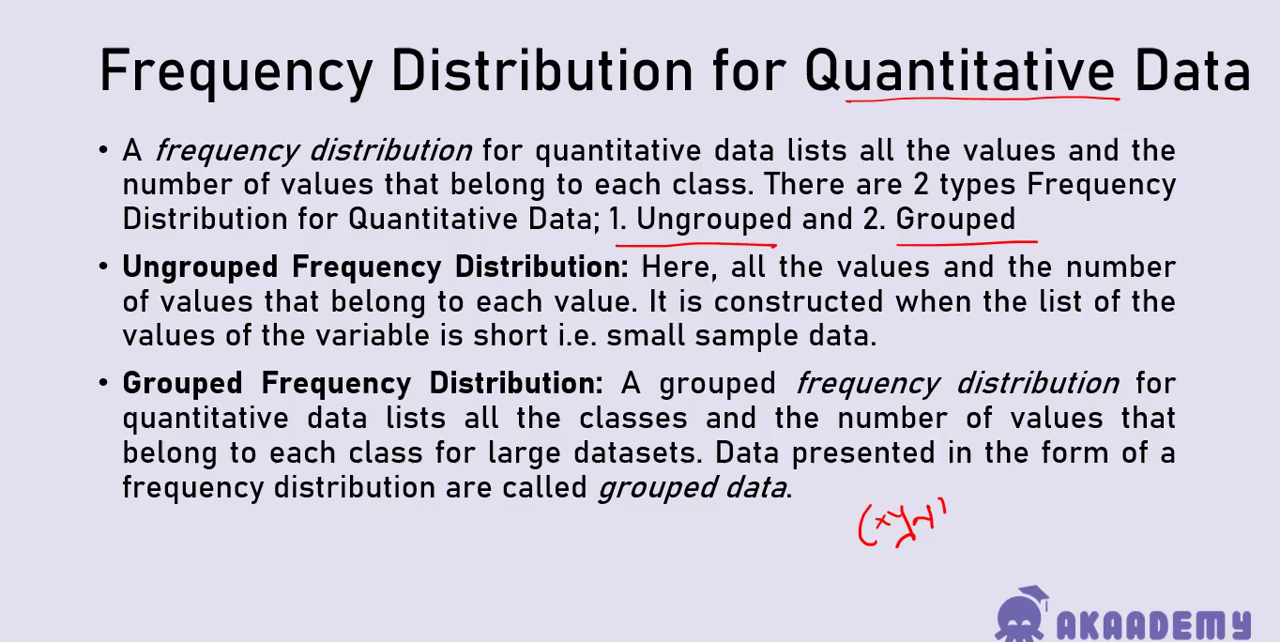 Frequency Distribution for Quantitative Data
• A frequency distribution for quantitative data lists all the values and the
number of values that belong to each class. There are 2 types Frequency
Distribution for Quantitative Data; 1. Ungrouped and 2. Grouped
• Ungrouped Frequency Distribution: Here, all the values and the number
of values that belong to each value. It is constructed when the list of the
values of the variable is short i.e. small sample data.
• Grouped Frequency Distribution: A grouped frequency distribution for
quantitative data lists all the classes and the number of values that
belong to each class for large datasets. Data presented in the form of a
frequency distribution are called grouped data.
AKAADEMY